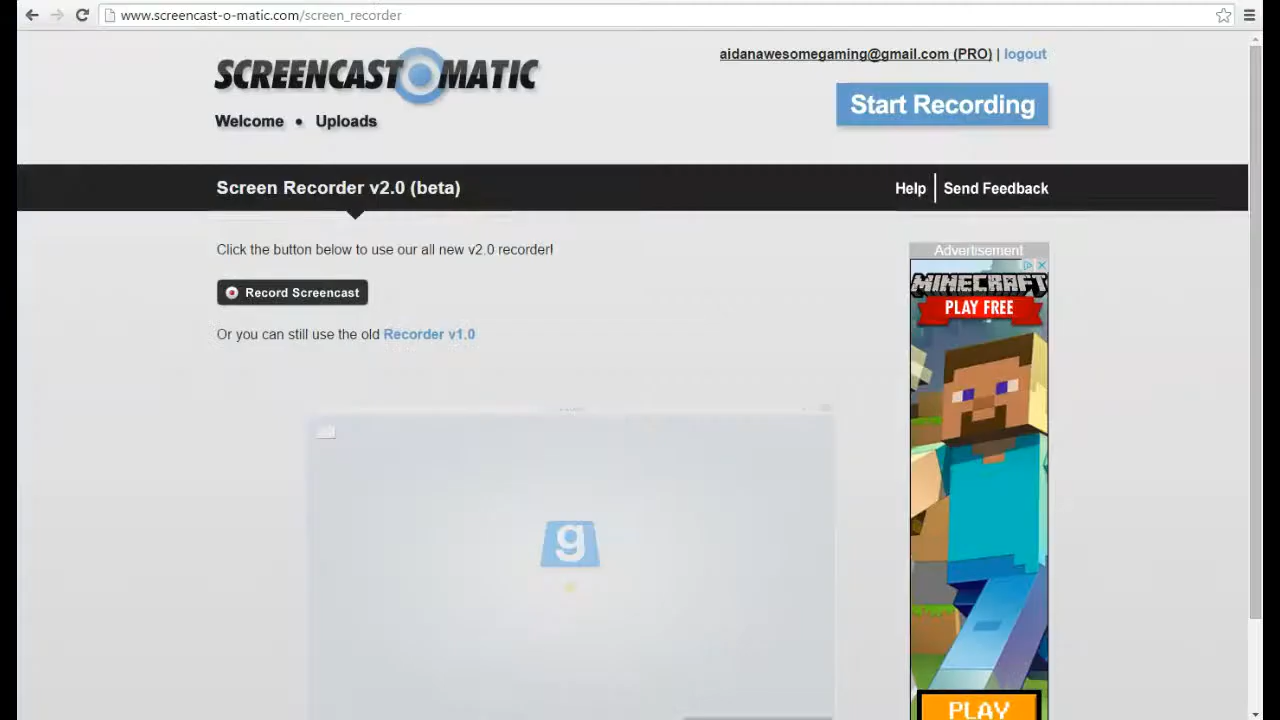 www.screencast-o-matic.com/screen_recorder
aidanawesomegaming@gmail.com (PRO) | logout
SCREENCAST O MATIC
Start Recording
Welcome • Uploads
Screen Recorder v2.0 (beta)
Help | Send Feedback
Click the button below to use our all new v2.0 recorder!
Record Screencast
Or you can still use the old Recorder v1.0
Advertisement
MINECRAFT
PLAY FREE
g
PLAY